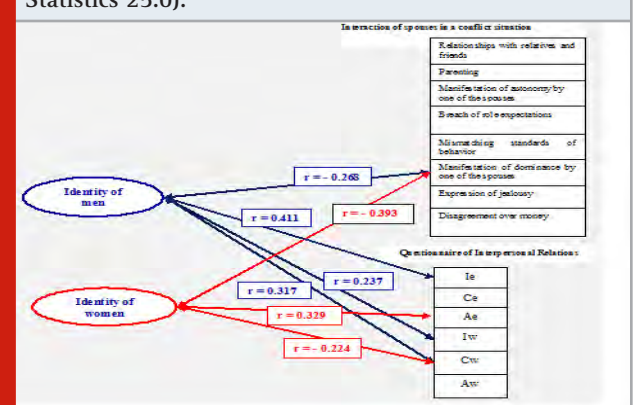 Statistics 25.0).
Interaction of spouses in a conflict situation
Relationships with relatives and
friends
Parenting
Manifestation of autonomy by
one of the spouses
Breach of role expectations
Mismatching standards of
behavior
Manifestation of dominance by
one of the spouses
Expression of jealousy
Disagreement over money
Identity of
men
r = - 0.268
r = 0.411
r = - 0.393
Questionnaire of Interpersonal Relations
Ie
Ce
Ae
Iw
Cw
Aw
r = 0.237
r = 0.317
Identity of
women
r = 0.329
r = - 0.224